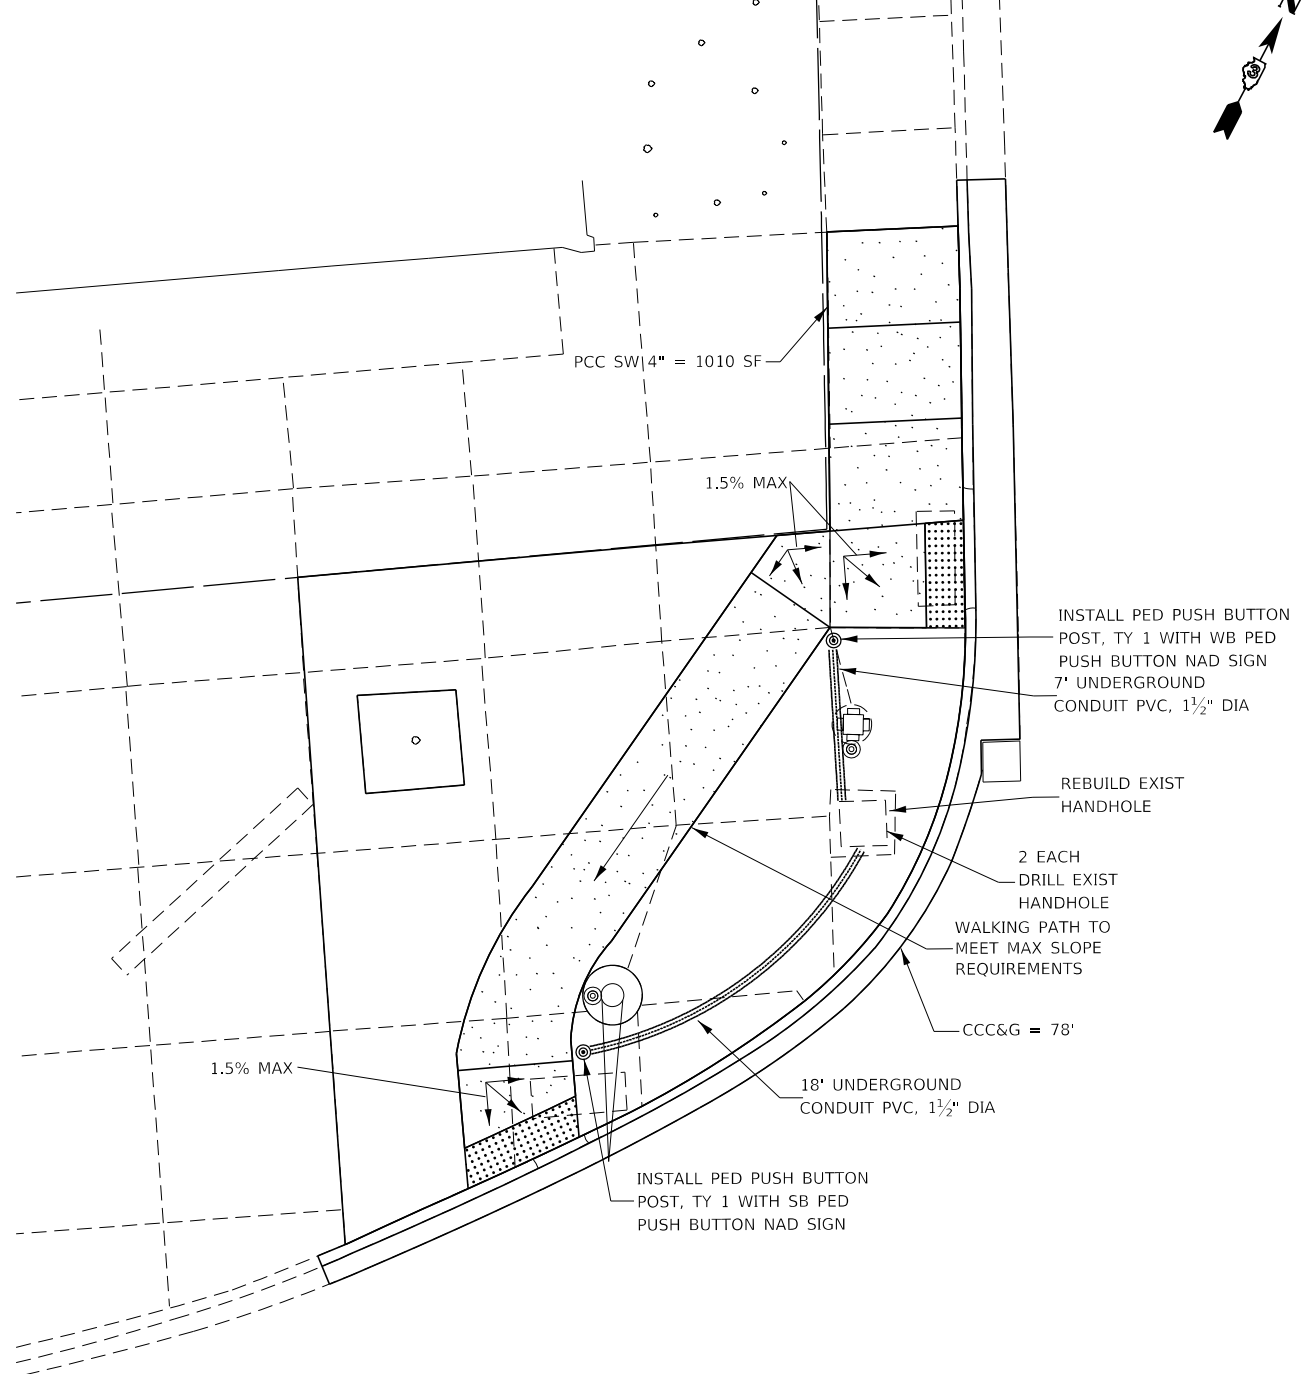 N
3
PCC SW 4" = 1010 SF
1.5% MAX
INSTALL PED PUSH BUTTON
POST, TY 1 WITH WB PED
PUSH BUTTON NAD SIGN
7' UNDERGROUND
CONDUIT PVC, 1½" DIA
REBUILD EXIST
HANDHOLE
2 EACH
DRILL EXIST
HANDHOLE
WALKING PATH TO
MEET MAX SLOPE
REQUIREMENTS
CCC&G = 78'
1.5% MAX
18' UNDERGROUND
CONDUIT PVC, 1½" DIA
INSTALL PED PUSH BUTTON
POST, TY 1 WITH SB PED
PUSH BUTTON NAD SIGN